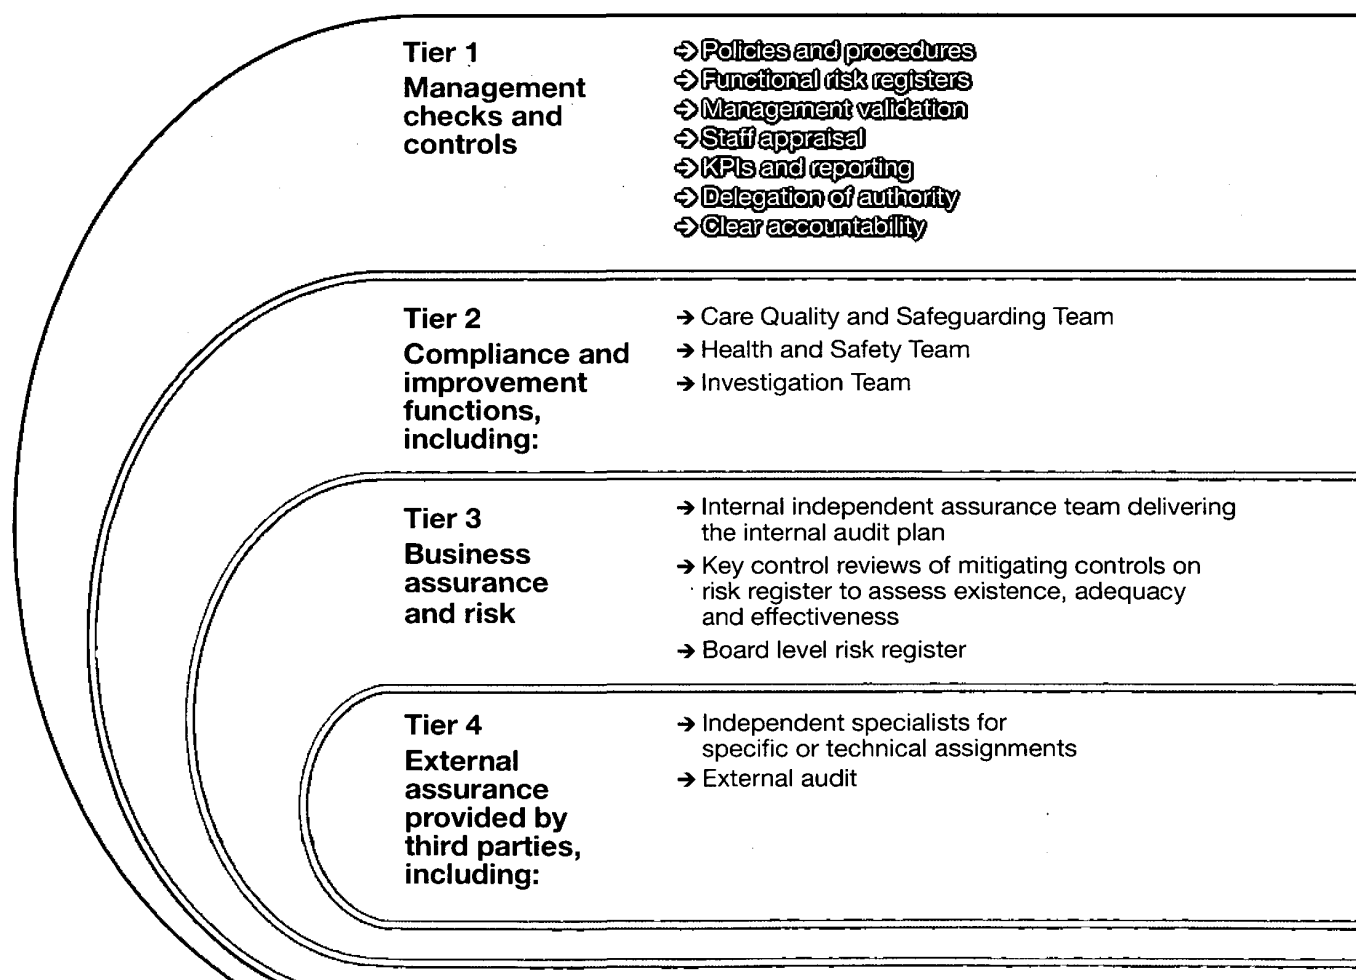 Tier 1
Management
checks and
controls
→ Policies and procedures
→ Functional risk registers
→ Management validation
→ Staff appraisal
→ KPIs and reporting
→ Delegation of authority
→ Clear accountability
Tier 2
Compliance and
improvement
functions,
including:
→ Care Quality and Safeguarding Team
→ Health and Safety Team
→ Investigation Team
Tier 3
Business
assurance
and risk
→ Internal independent assurance team delivering
the internal audit plan
→ Key control reviews of mitigating controls on
risk register to assess existence, adequacy
and effectiveness
→ Board level risk register
Tier 4
External
assurance
provided by
third parties,
including:
→ Independent specialists for
specific or technical assignments
→ External audit